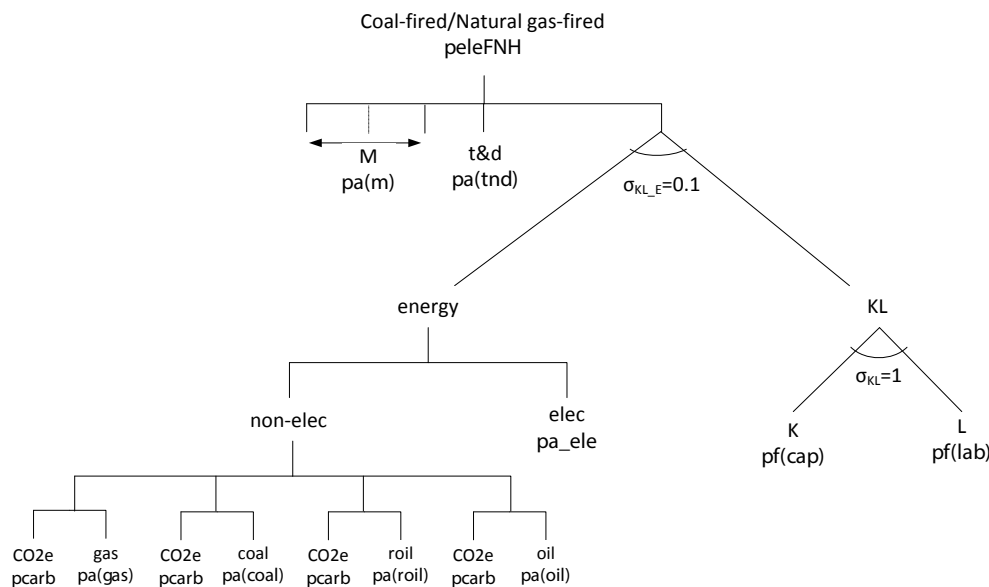 Coal-fired/Natural gas-fired
peleFNH
M
pa(m)
t&d
pa(tnd)
σKL_E=0.1
energy
KL
σKL=1
non-elec
elec
pa_ele
K
pf(cap)
L
pf(lab)
CO2e
pcarb
gas
pa(gas)
CO2e
pcarb
coal
pa(coal)
CO2e
pcarb
roil
pa(roil)
CO2e
pcarb
oil
pa(oil)